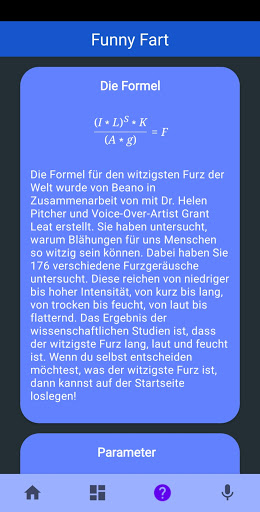 Funny Fart
Die Formel
(I ⋆ L)^S ⋆ K
/ (A ⋆ g) = F
Die Formel für den witzigsten Furz der
Welt wurde von Beano in
Zusammenarbeit von mit Dr. Helen
Pitcher und Voice-Over-Artist Grant
Leat erstellt. Sie haben untersucht,
warum Blähungen für uns Menschen
so witzig sein können. Dabei haben Sie
176 verschiedene Furzgeräusche
untersucht. Diese reichen von niedriger
bis hoher Intensität, von kurz bis lang,
von trocken bis feucht, von laut bis
flatternd. Das Ergebnis der
wissenschaftlichen Studien ist, dass
der witzigste Furz lang, laut und feucht
ist. Wenn du selbst entscheiden
möchtest, was der witzigste Furz ist,
dann kannst auf der Startseite
loslegen!
Parameter